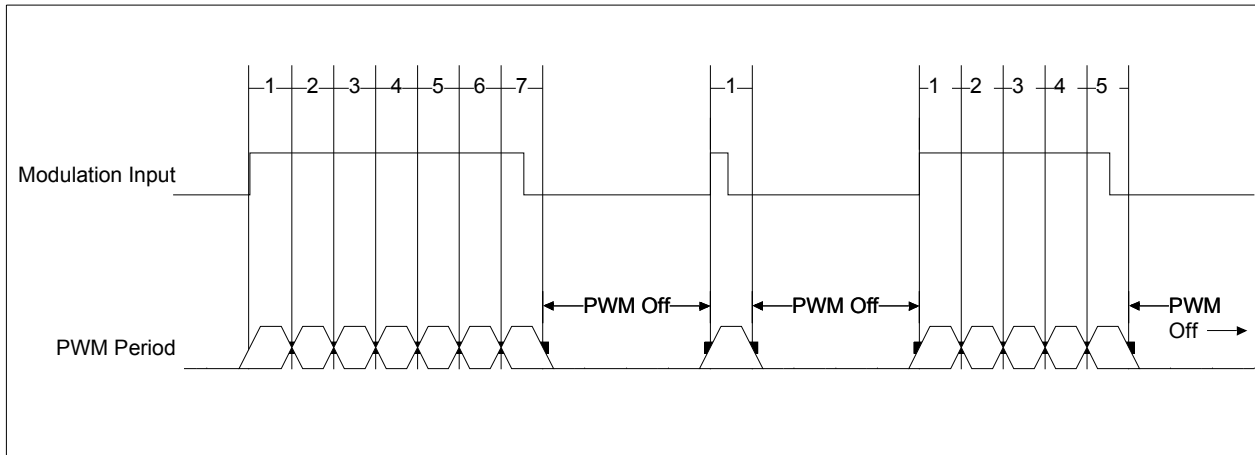 1 2 3 4 5 6 7 1 1 2 3 4 5
Modulation Input
PWM Off PWM Off PWM
Off
PWM Period